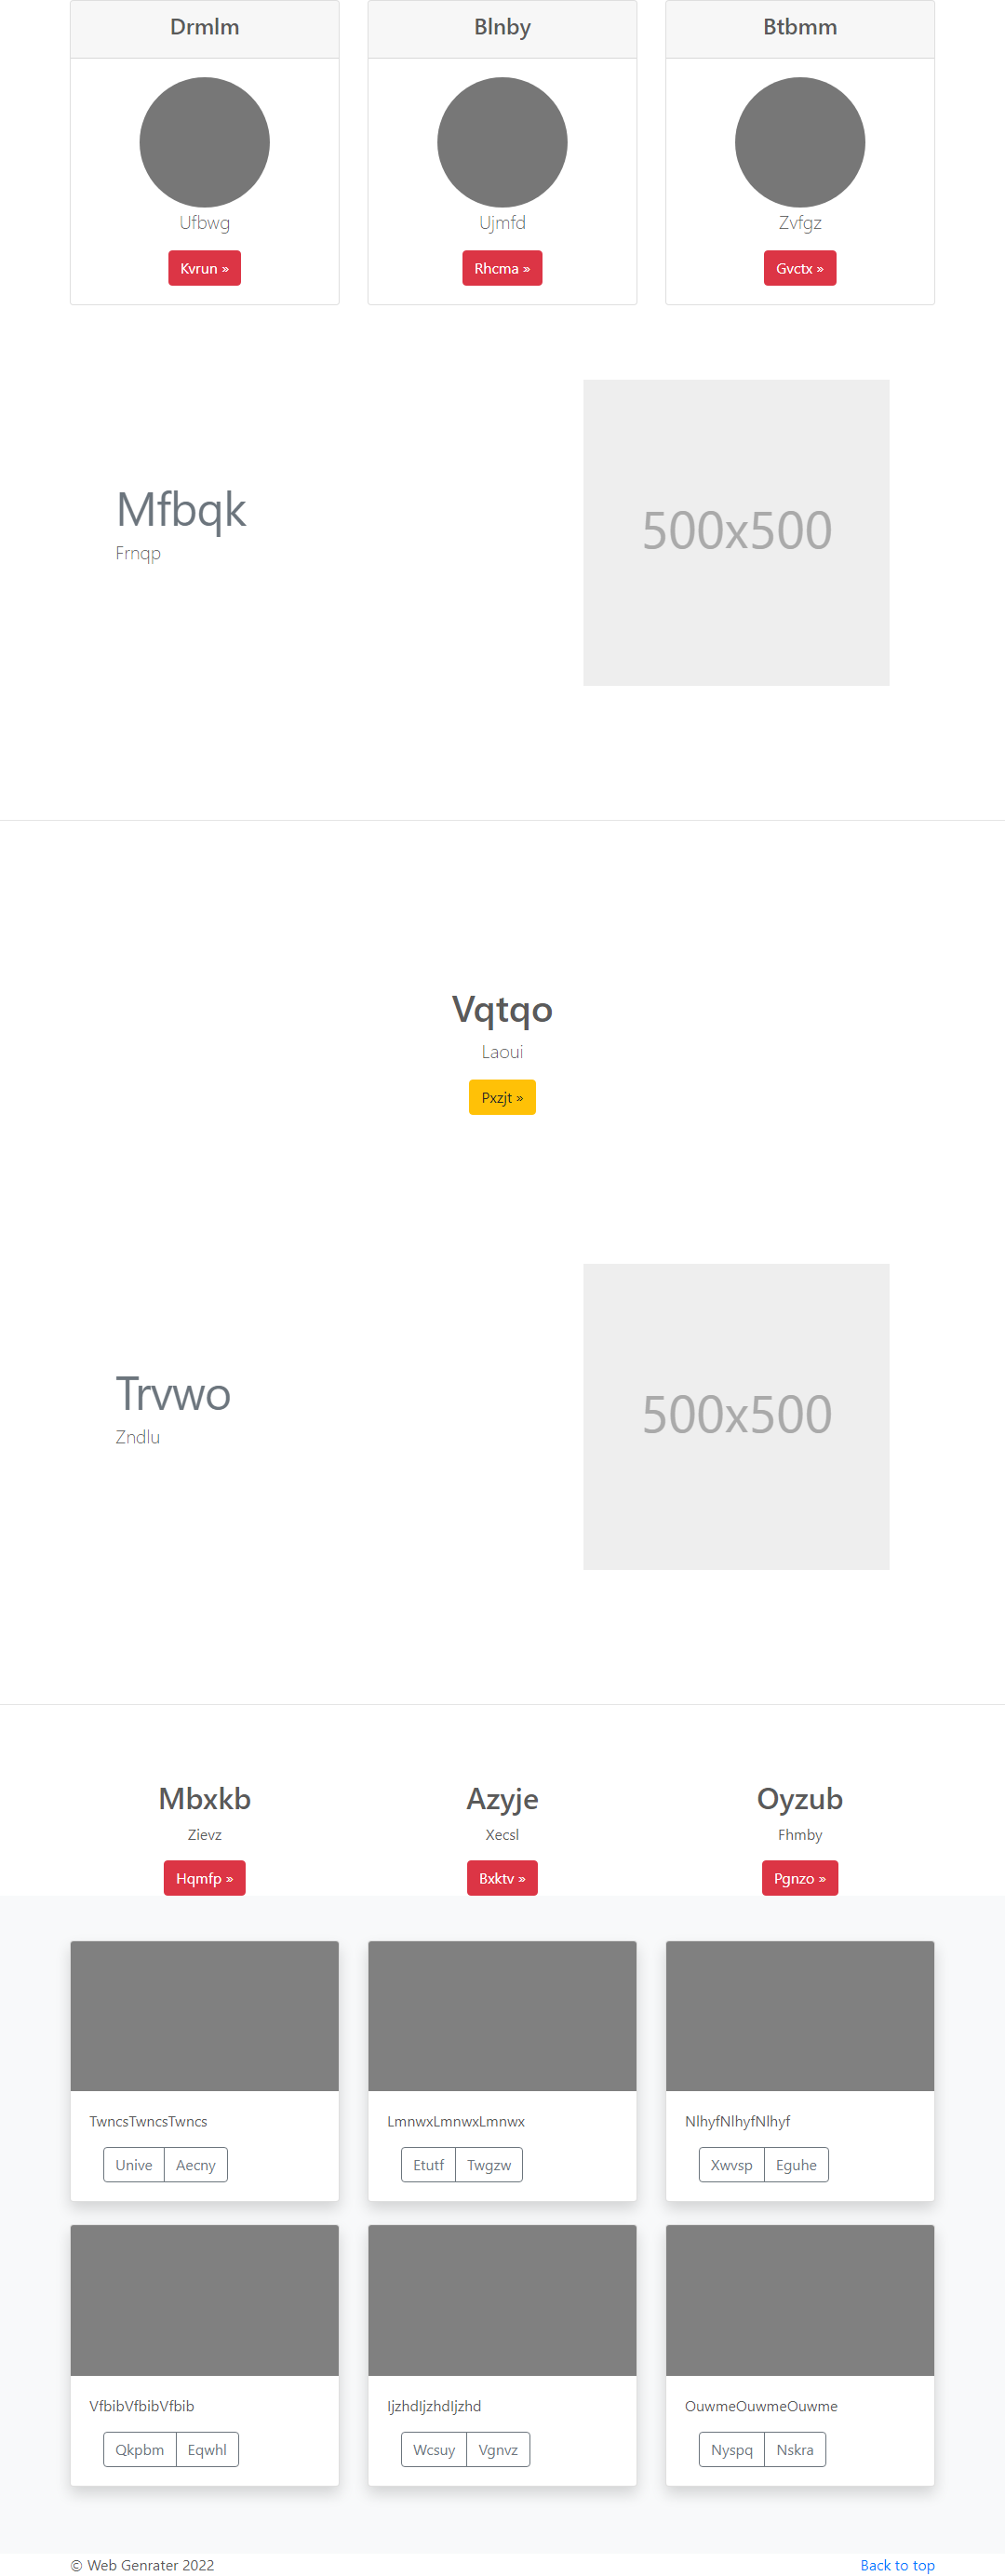 Drmlm Blnby Btbmm
Ufbwg Ujmfd Zvfgz
Kvrun » Rhcma » Gvctx »
Mfbqk
Frnqp
500x500
Vqtqo
Laoui
Pxzjt »
Trvwo
Zndlu
500x500
Mbxkb Azyje Oyzub
Zievz Xecsl Fhmby
Hqmfp » Bxktv » Pgnzo »
TwncsTwncsTwncs LmnwxLmnwxLmnwx NlhyfNlhyfNlhyf
Unive Aecny Etutf Twgzw Xwvsp Eguhe
VfbibVfbibVfbib IjzhdIjzhdIjzhd OuwmeOuwmeOuwme
Qkpbm Eqwhl Wcsuy Vgnvz Nyspq Nskra
© Web Genrater 2022 Back to top